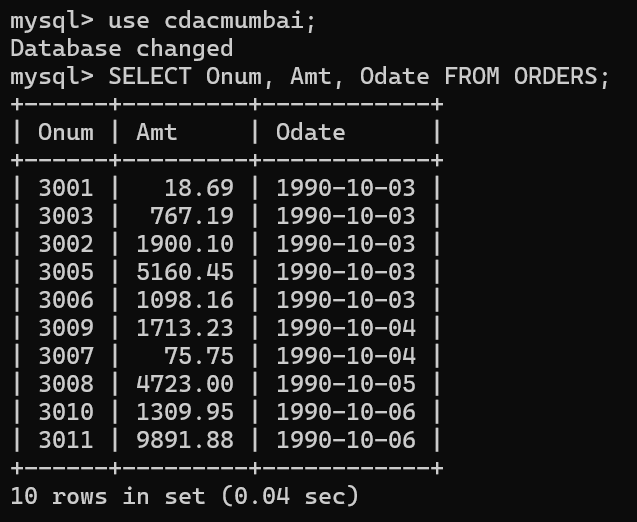 mysql> use cdacmumbai;
Database changed
mysql> SELECT Onum, Amt, Odate FROM ORDERS;
+------+---------+------------+
| Onum | Amt     | Odate      |
+------+---------+------------+
| 3001 |   18.69 | 1990-10-03 |
| 3003 |  767.19 | 1990-10-03 |
| 3002 | 1900.10 | 1990-10-03 |
| 3005 | 5160.45 | 1990-10-03 |
| 3006 | 1098.16 | 1990-10-03 |
| 3009 | 1713.23 | 1990-10-04 |
| 3007 |   75.75 | 1990-10-04 |
| 3008 | 4723.00 | 1990-10-05 |
| 3010 | 1309.95 | 1990-10-06 |
| 3011 | 9891.88 | 1990-10-06 |
+------+---------+------------+
10 rows in set (0.04 sec)